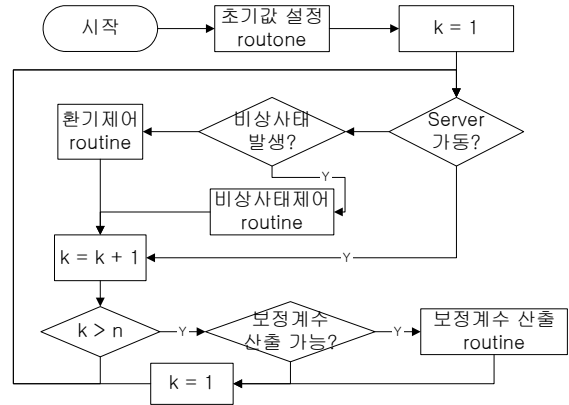 시작
초기값 설정
routone
k = 1
Server
가동?
비상사태
발생?
환기제어
routine
Y
비상사태제어
routine
k = k + 1
Y
k > n
Y
보정계수
산출 가능?
Y
보정계수 산출
routine
k = 1